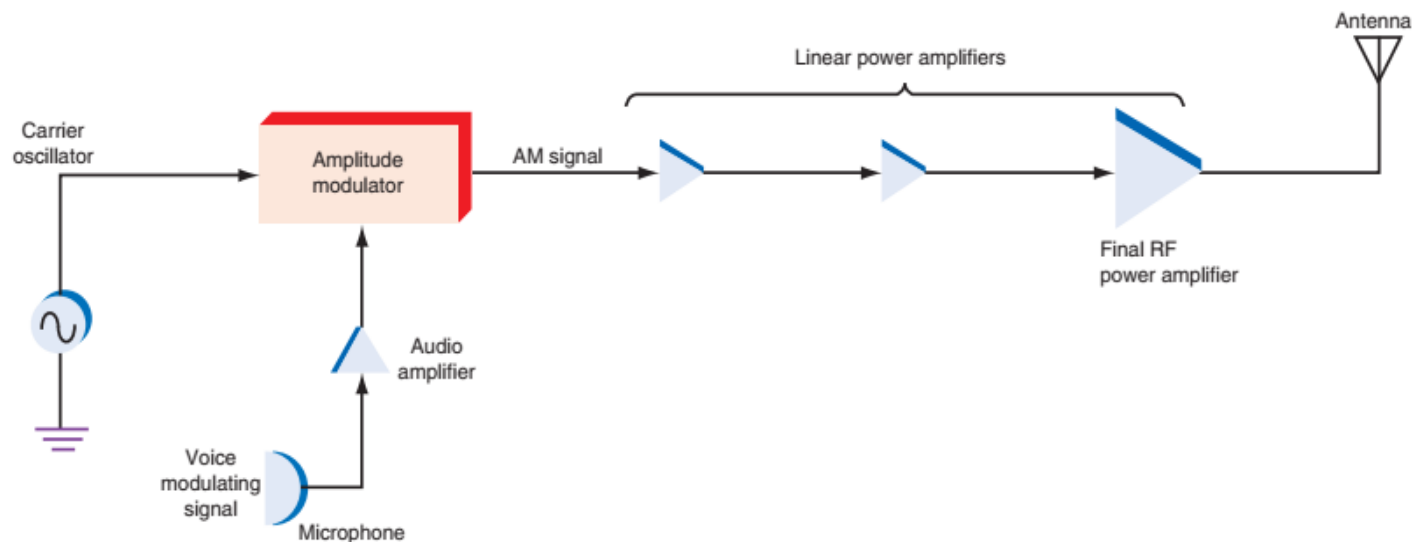 Antenna
Linear power amplifiers
Carrier
oscillator
Amplitude
modulator
AM signal
Final RF
power amplifier
Audio
amplifier
Voice
modulating
signal
Microphone